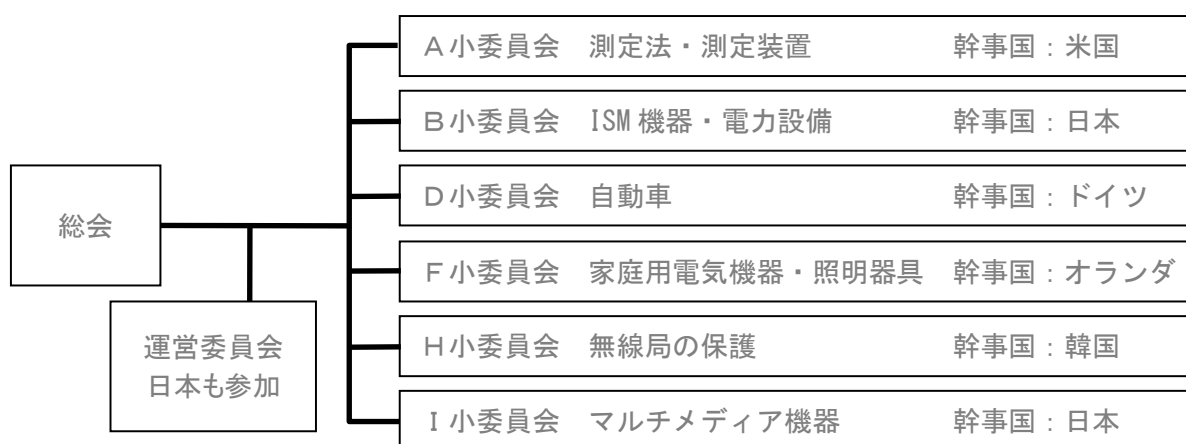 A小委員会 測定法・測定装置 幹事国：米国
B小委員会 ISM 機器・電力設備 幹事国：日本
D小委員会 自動車 幹事国：ドイツ
F小委員会 家庭用電気機器・照明器具 幹事国：オランダ
H小委員会 無線局の保護 幹事国：韓国
I小委員会 マルチメディア機器 幹事国：日本
総会
運営委員会
日本も参加